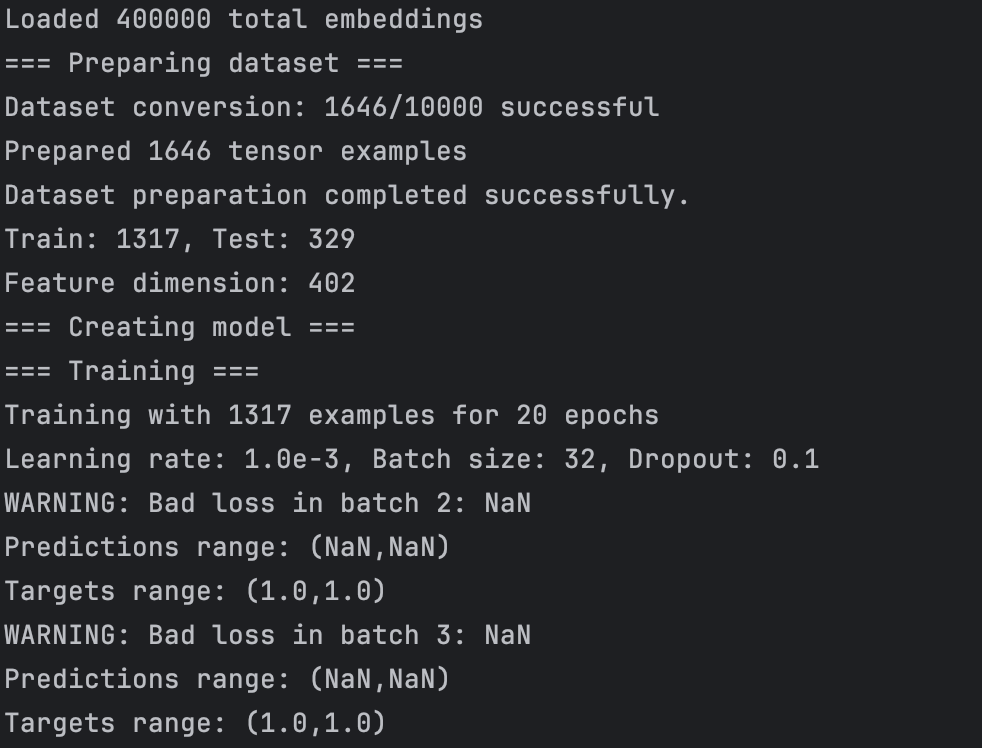 Loaded 400000 total embeddings
=== Preparing dataset ===
Dataset conversion: 1646/10000 successful
Prepared 1646 tensor examples
Dataset preparation completed successfully.
Train: 1317, Test: 329
Feature dimension: 402
=== Creating model ===
=== Training ===
Training with 1317 examples for 20 epochs
Learning rate: 1.0e-3, Batch size: 32, Dropout: 0.1
WARNING: Bad loss in batch 2: NaN
Predictions range: (NaN,NaN)
Targets range: (1.0,1.0)
WARNING: Bad loss in batch 3: NaN
Predictions range: (NaN,NaN)
Targets range: (1.0,1.0)